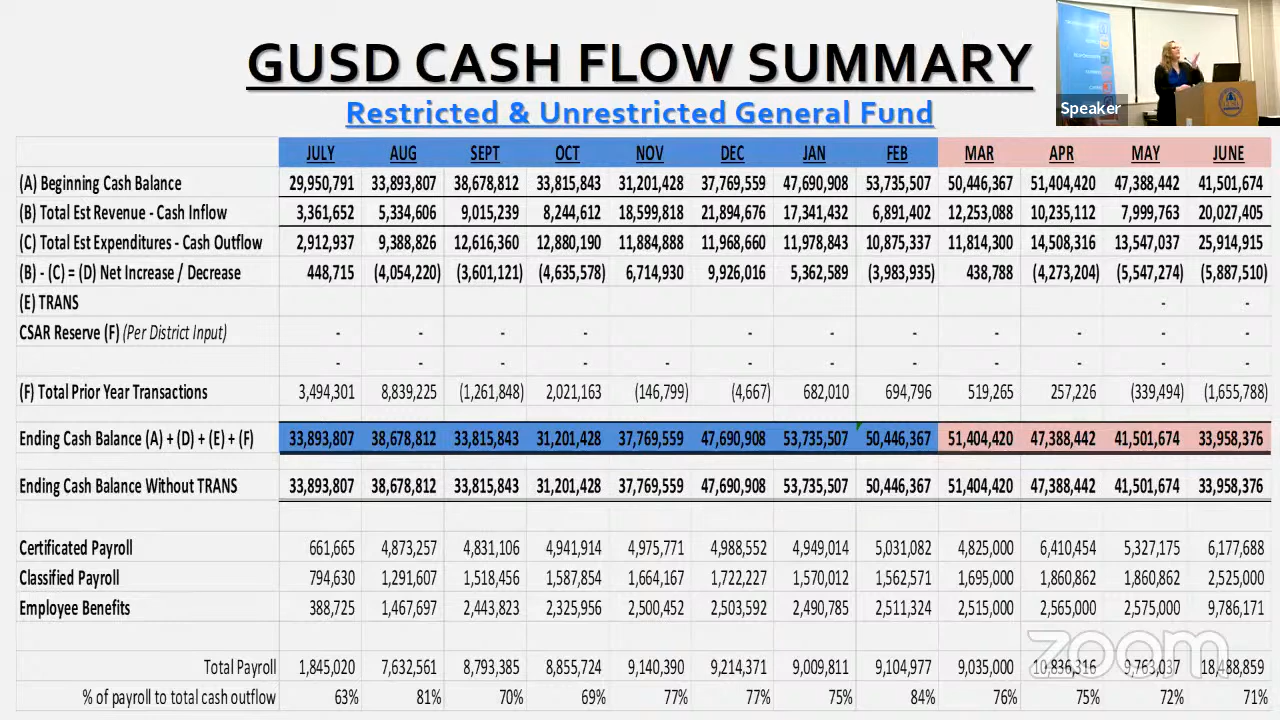 GUSD CASH FLOW SUMMARY
Restricted & Unrestricted General Fund
Speaker
JULY AUG SEPT OCT NOV DEC JAN FEB MAR APR MAY JUNE
(A) Beginning Cash Balance 29,950,791 33,893,807 38,678,812 33,815,843 31,201,428 37,769,559 47,690,908 53,735,507 50,446,367 51,404,420 47,388,442 41,501,674
(B) Total Est Revenue - Cash Inflow 3,361,652 5,334,606 9,015,239 8,244,612 18,599,818 21,894,676 17,341,432 6,891,402 12,253,088 10,235,112 7,999,763 20,027,405
(C) Total Est Expenditures - Cash Outflow 2,912,937 9,388,826 12,616,360 12,880,190 11,884,888 11,968,660 11,978,843 10,875,337 11,814,300 14,508,316 13,547,037 25,914,915
(B) - (C) = (D) Net Increase / Decrease 448,715 (4,054,220) (3,601,121) (4,635,578) 6,714,930 9,926,016 5,362,589 (3,983,935) 438,788 (4,273,204) (5,547,274) (5,887,510)
(E) TRANS - -
CSAR Reserve (F) (Per District Input) - - - - - - - - - -
- - - - - - - - - - - -
(F) Total Prior Year Transactions 3,494,301 8,839,225 (1,261,848) 2,021,163 (146,799) (4,667) 682,010 694,796 519,265 257,226 (339,494) (1,655,788)
Ending Cash Balance (A) + (D) + (E) + (F) 33,893,807 38,678,812 33,815,843 31,201,428 37,769,559 47,690,908 53,735,507 50,446,367 51,404,420 47,388,442 41,501,674 33,958,376
Ending Cash Balance Without TRANS 33,893,807 38,678,812 33,815,843 31,201,428 37,769,559 47,690,908 53,735,507 50,446,367 51,404,420 47,388,442 41,501,674 33,958,376
Certificated Payroll 661,665 4,873,257 4,831,106 4,941,914 4,975,771 4,988,552 4,949,014 5,031,082 4,825,000 6,410,454 5,327,175 6,177,688
Classified Payroll 794,630 1,291,607 1,518,456 1,587,854 1,664,167 1,722,227 1,570,012 1,562,571 1,695,000 1,860,862 1,860,862 2,525,000
Employee Benefits 388,725 1,467,697 2,443,823 2,325,956 2,500,452 2,503,592 2,490,785 2,511,324 2,515,000 2,565,000 2,575,000 9,786,171
zoom
Total Payroll 1,845,020 7,632,561 8,793,385 8,855,724 9,140,390 9,214,371 9,009,811 9,104,977 9,035,000 10,836,316 9,763,037 18,488,859
% of payroll to total cash outflow 63% 81% 70% 69% 77% 77% 75% 84% 76% 75% 72% 71%